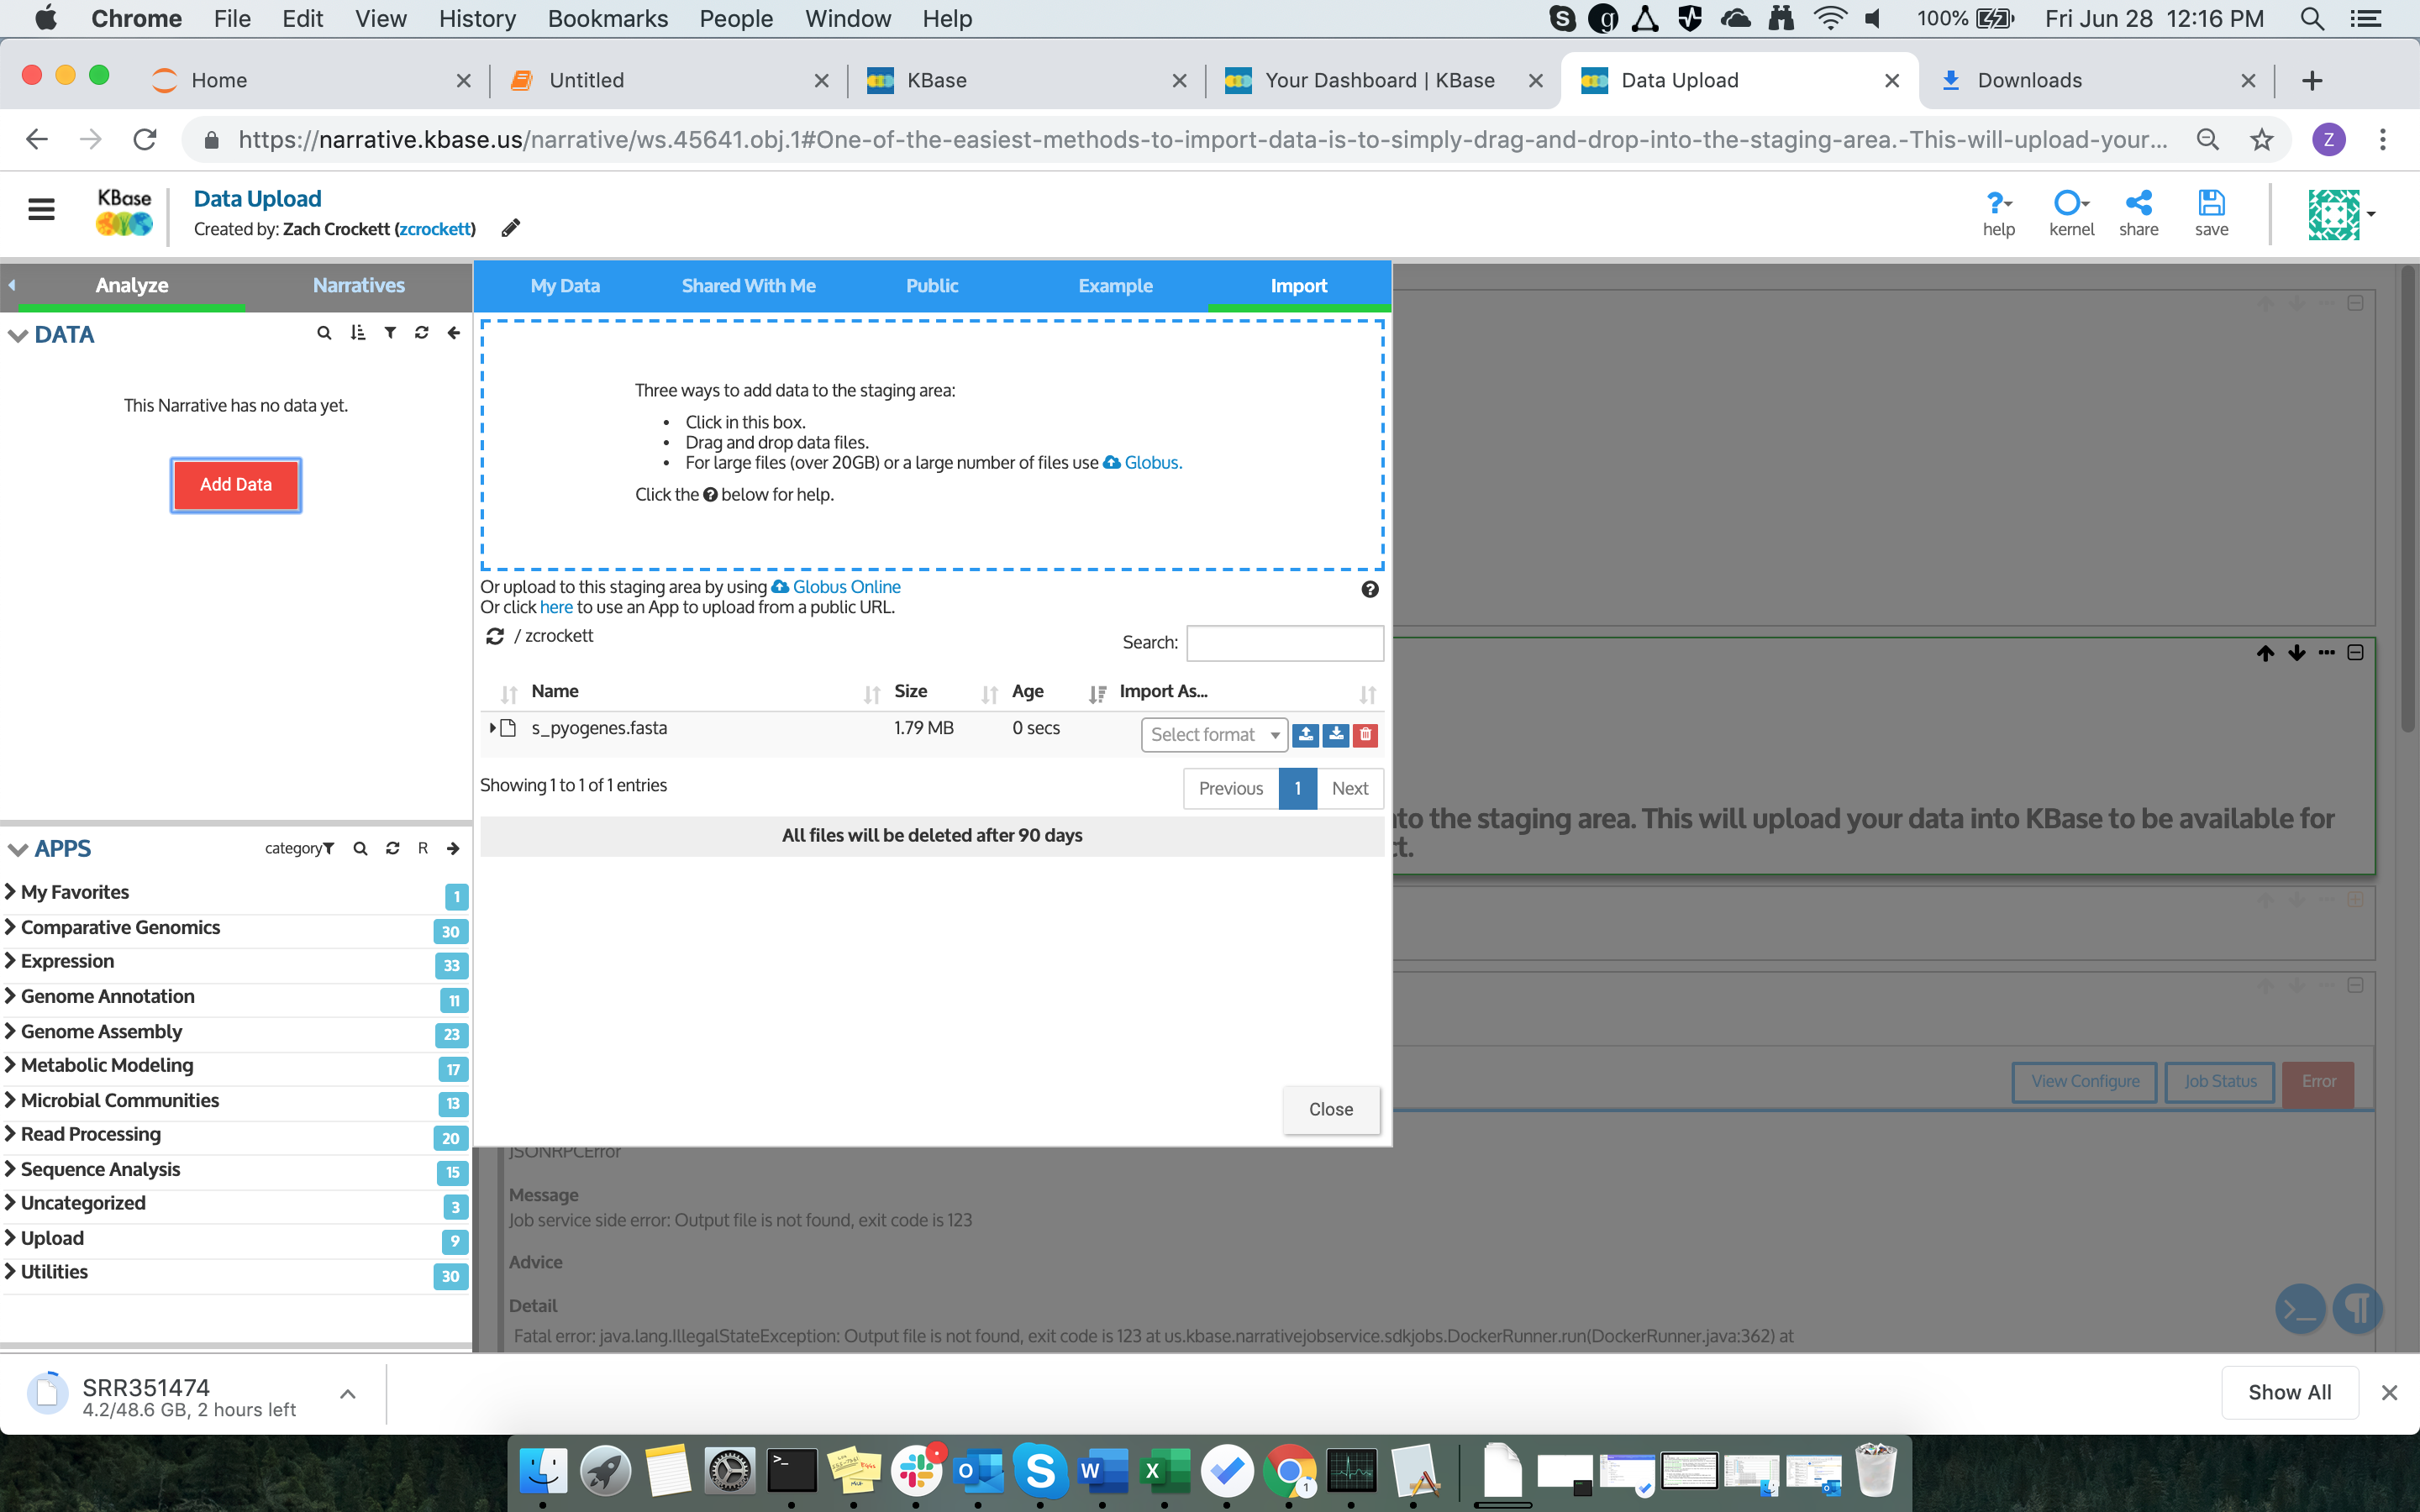 Chrome File Edit View History Bookmarks People Window Help 100% Fri Jun 28 12:16 PM
Home Untitled KBase Your Dashboard | KBase Data Upload Downloads
https://narrative.kbase.us/narrative/ws.45641.obj.1#One-of-the-easiest-methods-to-import-data-is-to-simply-drag-and-drop-into-the-staging-area.-This-will-upload-your... Z
KBase
Data Upload
Created by: Zach Crockett (zcrockett)
help kernel share save
Analyze Narratives
My Data Shared With Me Public Example Import
DATA
This Narrative has no data yet.
Add Data
Three ways to add data to the staging area:
• Click in this box.
• Drag and drop data files.
• For large files (over 20GB) or a large number of files use Globus.
Click the ? below for help.
Or upload to this staging area by using Globus Online
Or click here to use an App to upload from a public URL.
/ zcrockett
Search:
Name Size Age Import As...
s_pyogenes.fasta 1.79 MB 0 secs Select format
Showing 1 to 1 of 1 entries
Previous 1 Next
All files will be deleted after 90 days
Close
to the staging area. This will upload your data into KBase to be available for
ct.
APPS
category R
My Favorites 1
Comparative Genomics 30
Expression 33
Genome Annotation 11
Genome Assembly 23
Metabolic Modeling 17
Microbial Communities 13
Read Processing 20
Sequence Analysis 15
Uncategorized 3
Upload 9
Utilities 30
View Configure Job Status Error
JSONRPCError
Message
Job service side error: Output file is not found, exit code is 123
Advice
Detail
Fatal error: java.lang.IllegalStateException: Output file is not found, exit code is 123 at us.kbase.narrativejobservice.sdkjobs.DockerRunner.run(DockerRunner.java:362) at
SRR351474
4.2/48.6 GB, 2 hours left
Show All